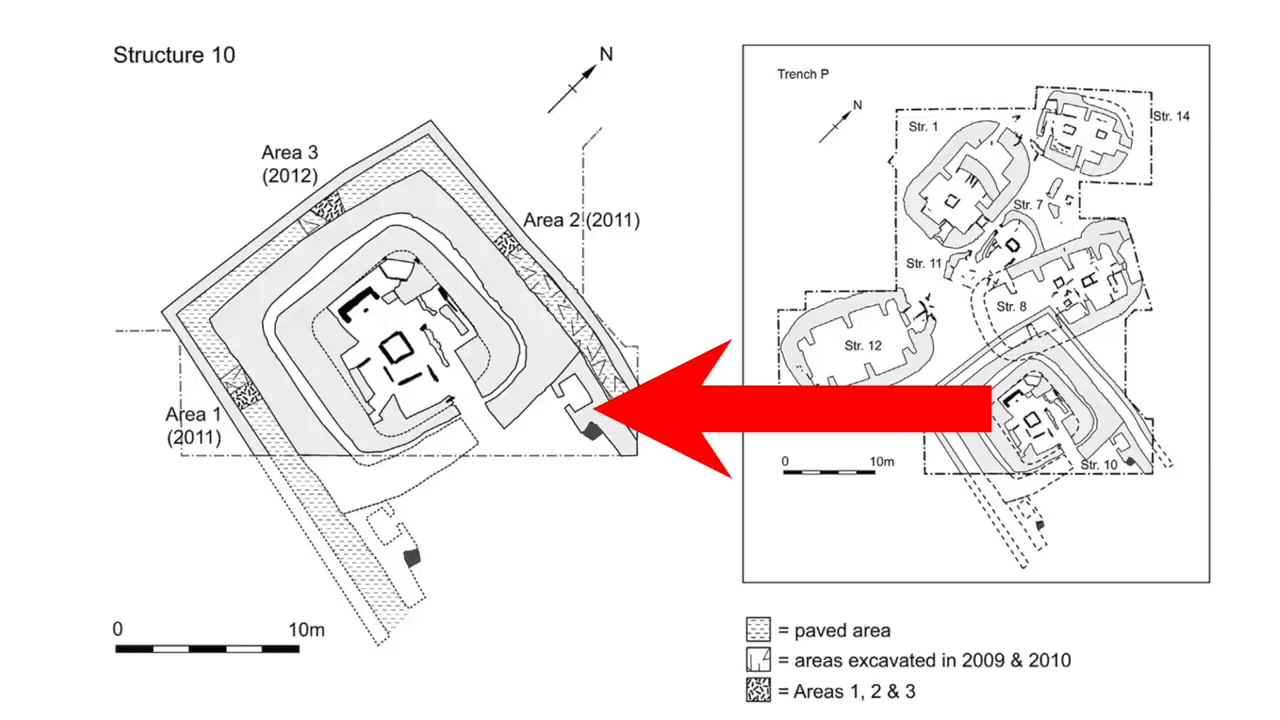 Structure 10
N
Area 3
(2012)
Area 2 (2011)
Area 1
(2011)
0
10m
Trench P
N
Str. 1
Str. 14
Str. 7
Str. 11
Str. 8
Str. 12
0
10m
Str. 10
= paved area
= areas excavated in 2009 & 2010
= Areas 1, 2 & 3